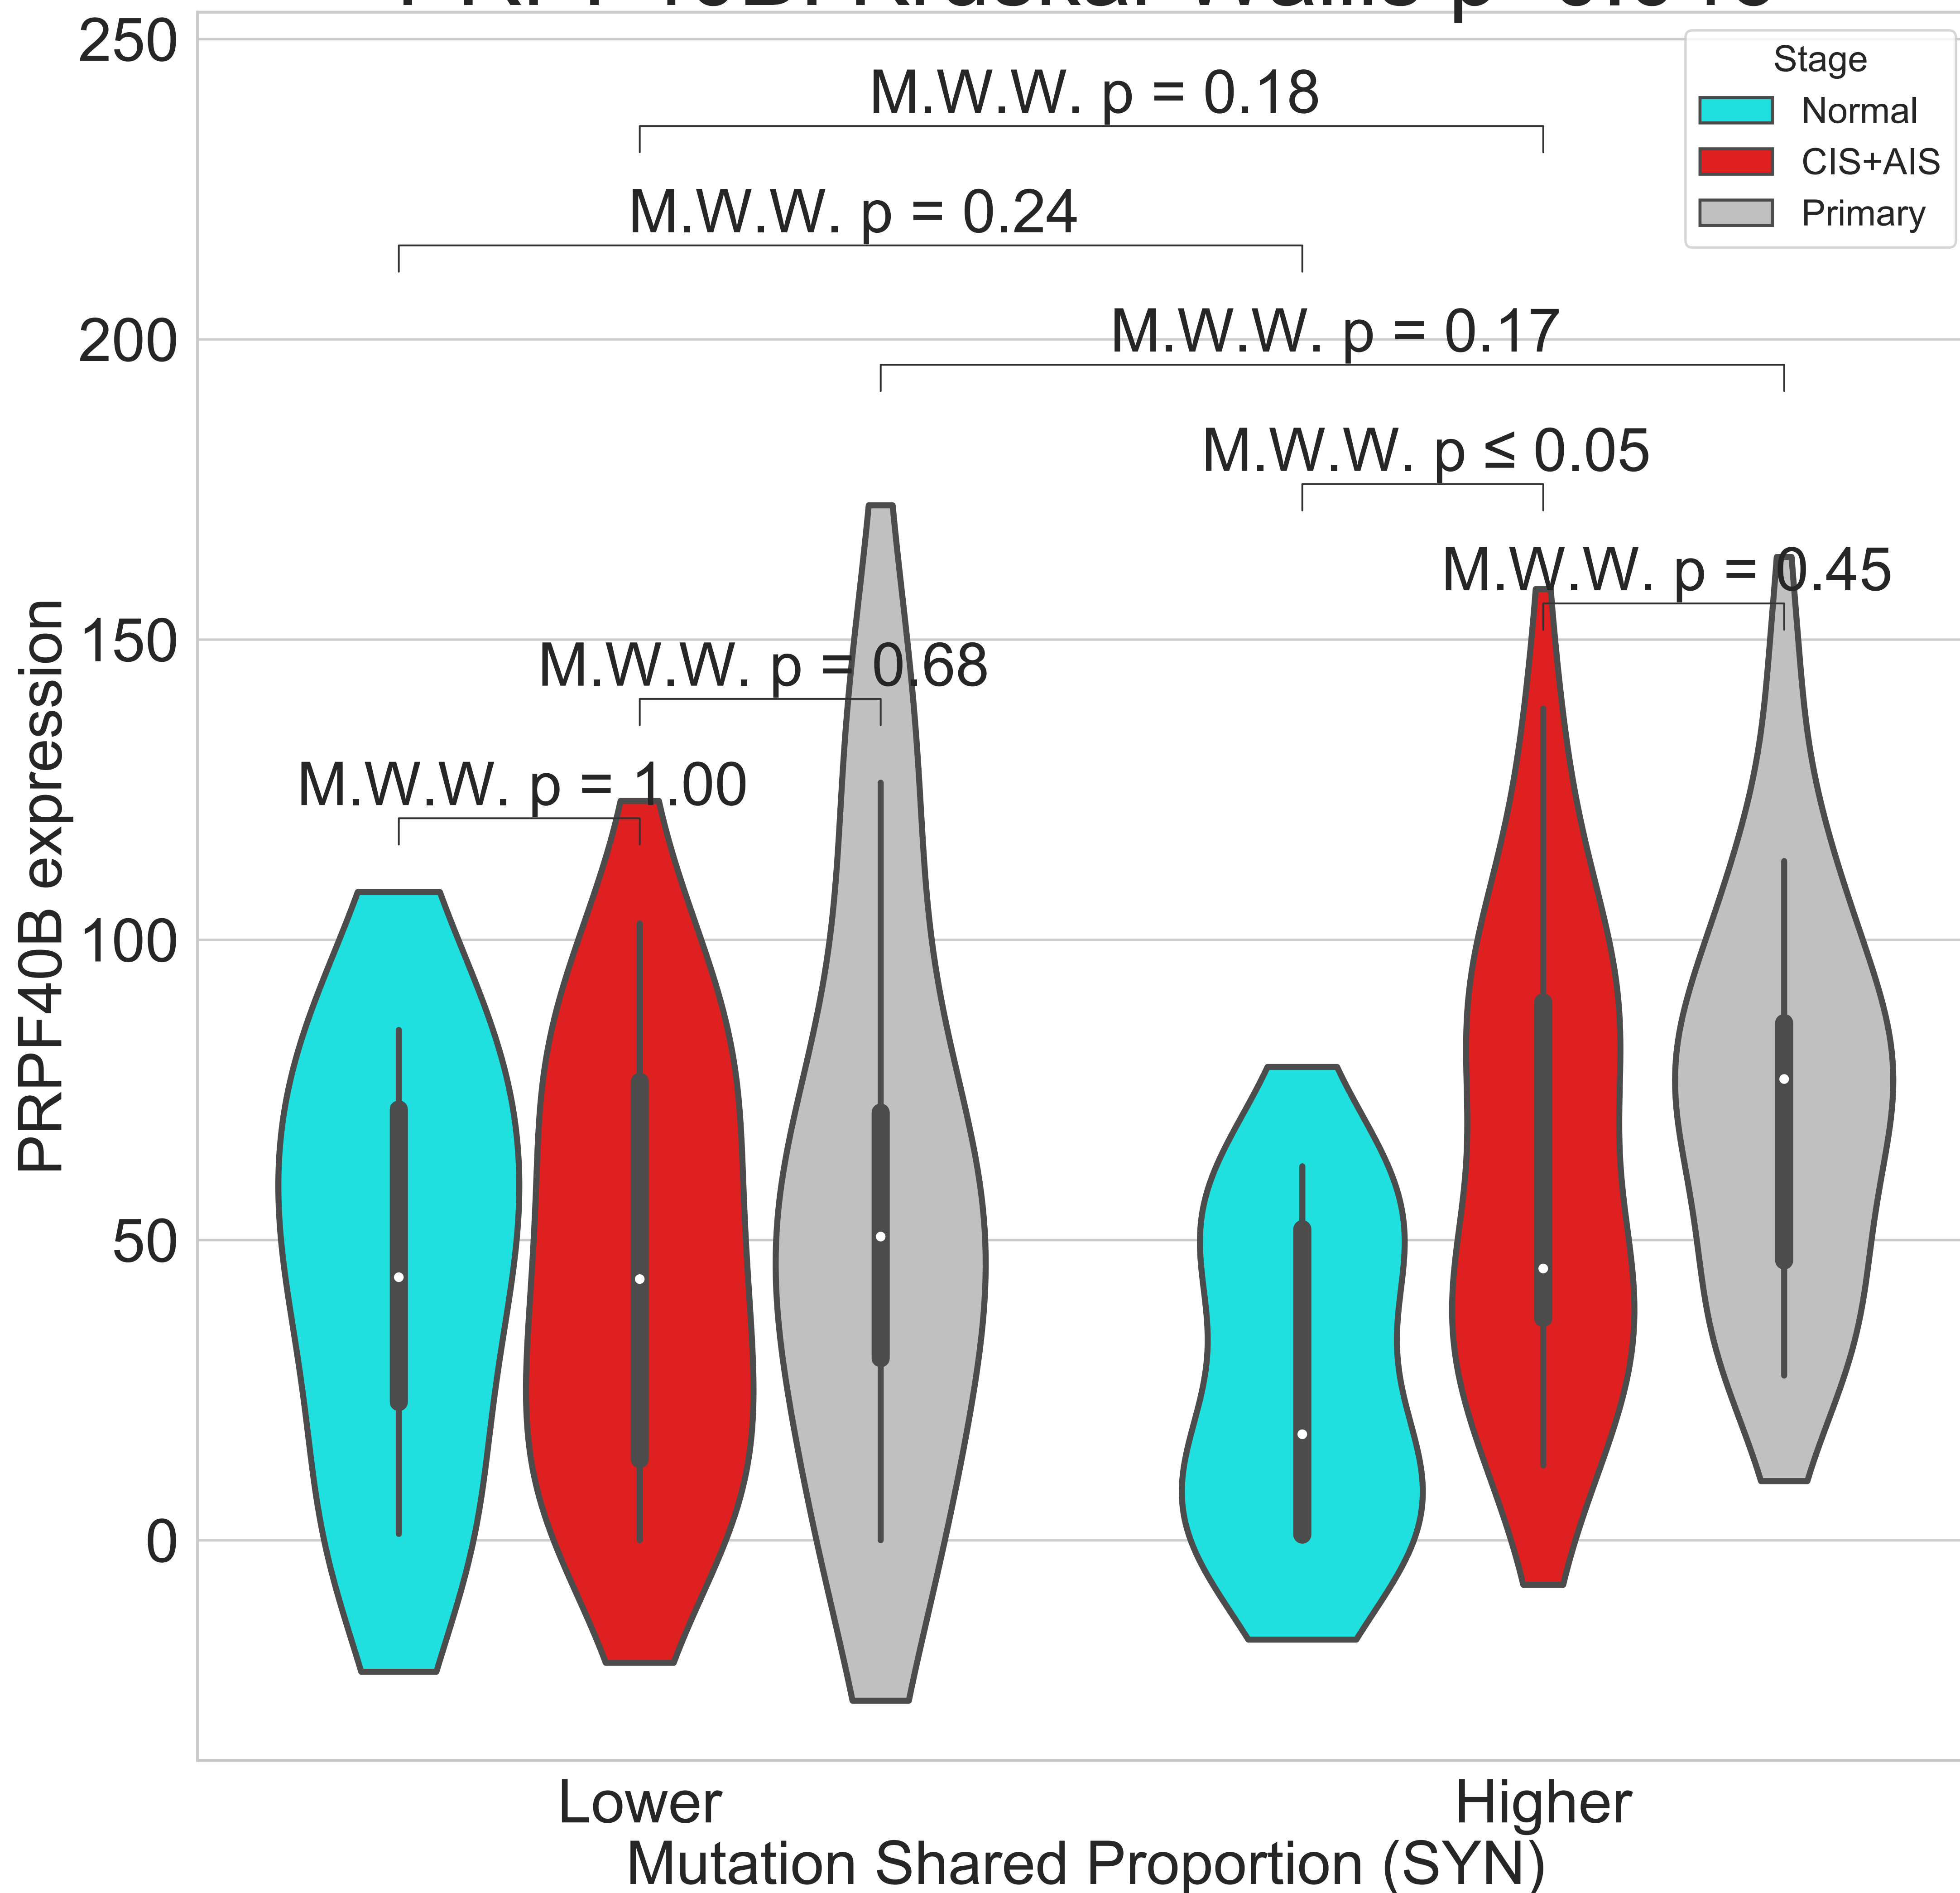 250
Stage
Normal
CIS+AIS
Primary
M.W.W. p = 0.18
M.W.W. p = 0.24
200
M.W.W. p = 0.17
M.W.W. p ≤ 0.05
M.W.W. p = 0.45
150
M.W.W. p = 0.68
M.W.W. p = 1.00
100
PRPF40B expression
50
0
Lower
Higher
Mutation Shared Proportion (SYN)